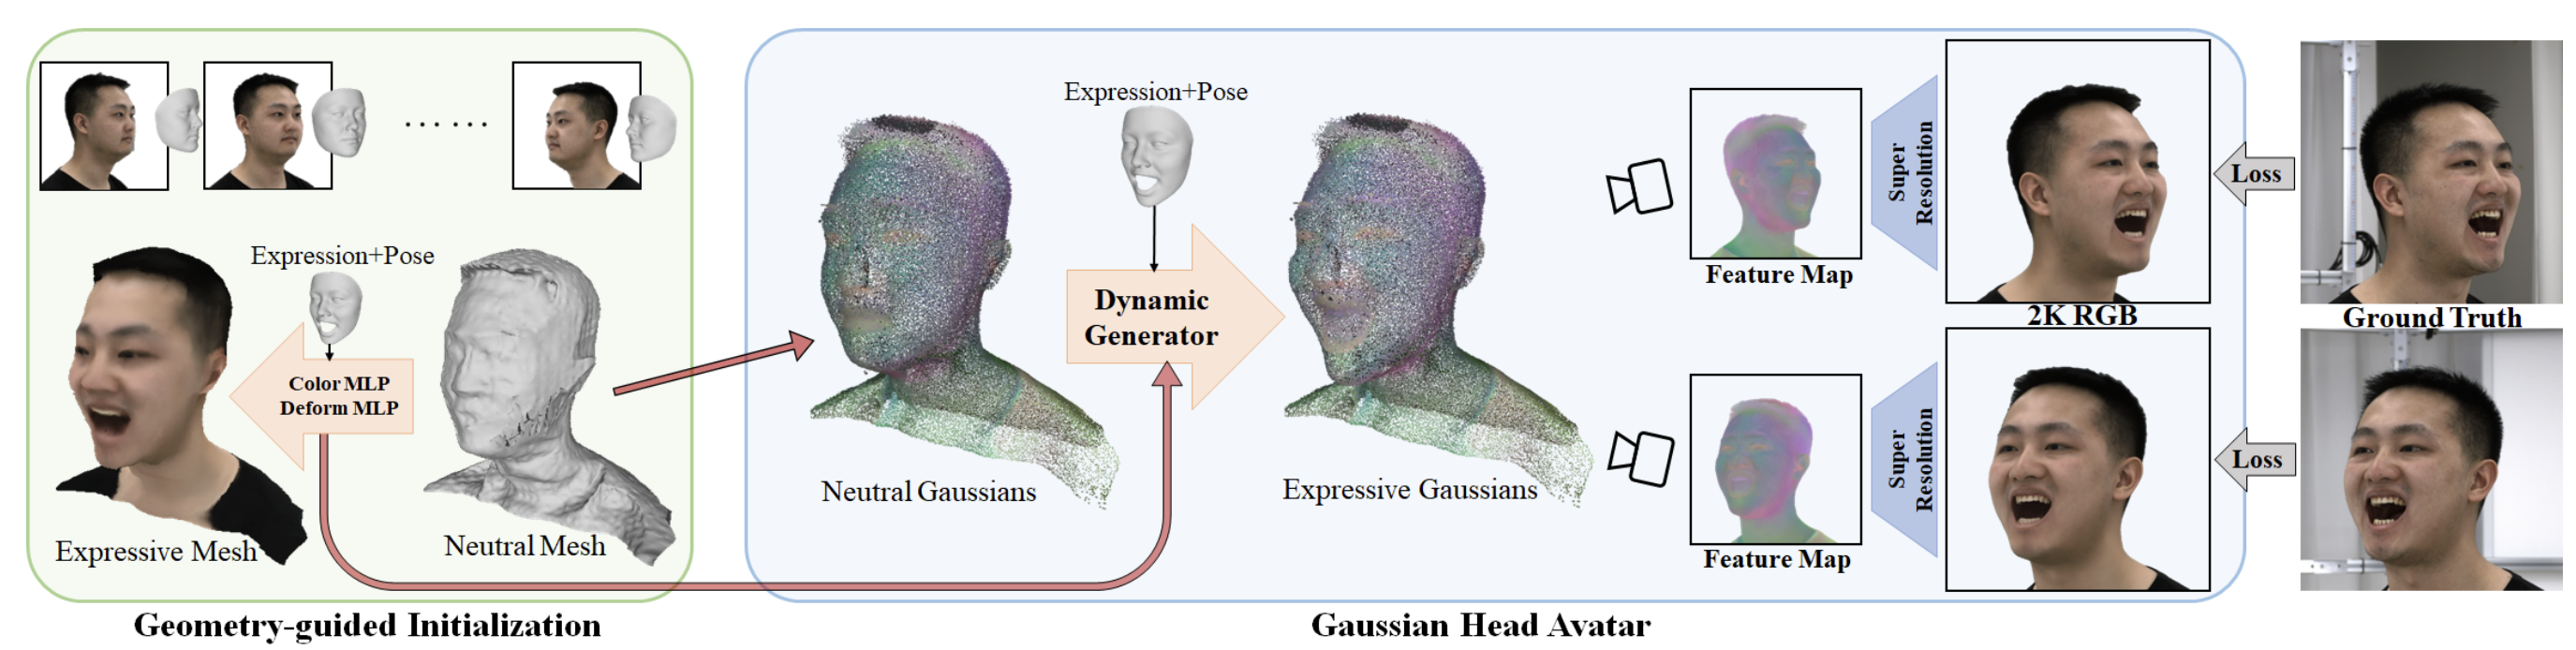 Expression+Pose
Color MLP
Deform MLP
Expressive Mesh
Neutral Mesh
Geometry-guided Initialization
Expression+Pose
Dynamic
Generator
Neutral Gaussians
Expressive Gaussians
Feature Map
Super
Resolution
2K RGB
Loss
Ground Truth
Feature Map
Super
Resolution
Loss
Gaussian Head Avatar